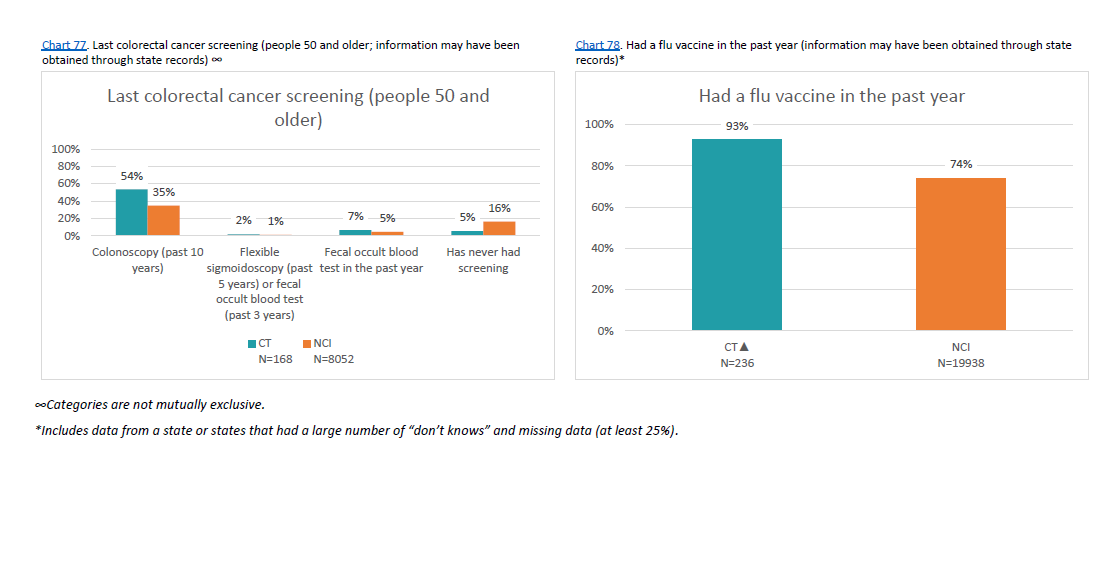 Chart 77. Last colorectal cancer screening (people 50 and older; information may have been
obtained through state records) ∞
Last colorectal cancer screening (people 50 and
older)
100%
80%
60%
40%
20%
0%
54%
35%
2%
1%
7%
5%
5%
16%
Colonoscopy (past 10
years)
Flexible
sigmoidoscopy (past
5 years) or fecal
occult blood test
(past 3 years)
Fecal occult blood
test in the past year
Has never had
screening
CT
N=168
NCI
N=8052
Chart 78. Had a flu vaccine in the past year (information may have been obtained through state
records)*
Had a flu vaccine in the past year
100%
80%
60%
40%
20%
0%
93%
74%
CT▲
N=236
NCI
N=19938
∞Categories are not mutually exclusive.
*Includes data from a state or states that had a large number of “don’t knows” and missing data (at least 25%).